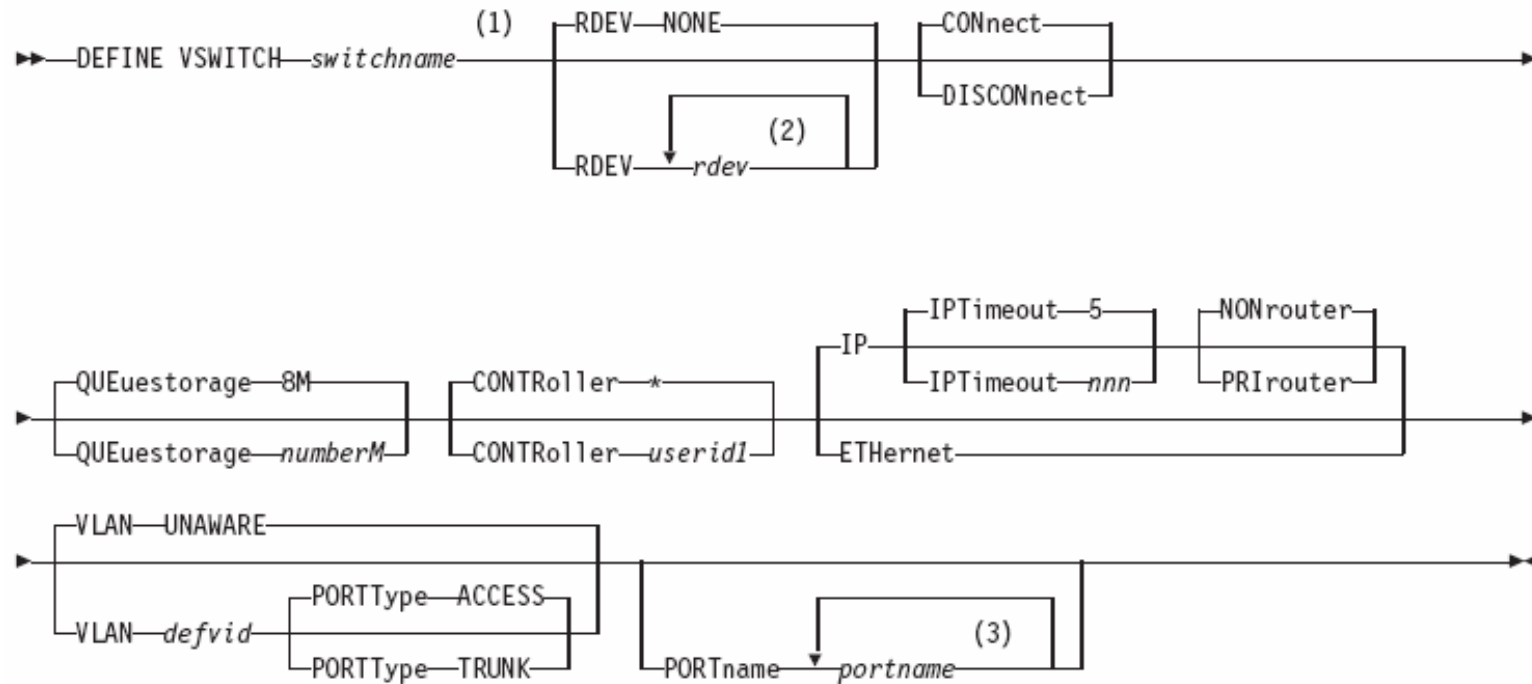 (1) RDEV NONE CONnect
DEFINE VSWITCH switchname
DISCONnect
(2)
RDEV rdev
IPTimeout 5 NONrouter
IP
QUEuestorage 8M CONTRoller * IPTimeout nnn PRIrouter
QUEuestorage numberM CONTRoller userid1 ETHernet
VLAN UNAWARE
PORTType ACCESS
VLAN defvid (3)
PORTType TRUNK PORTname portname